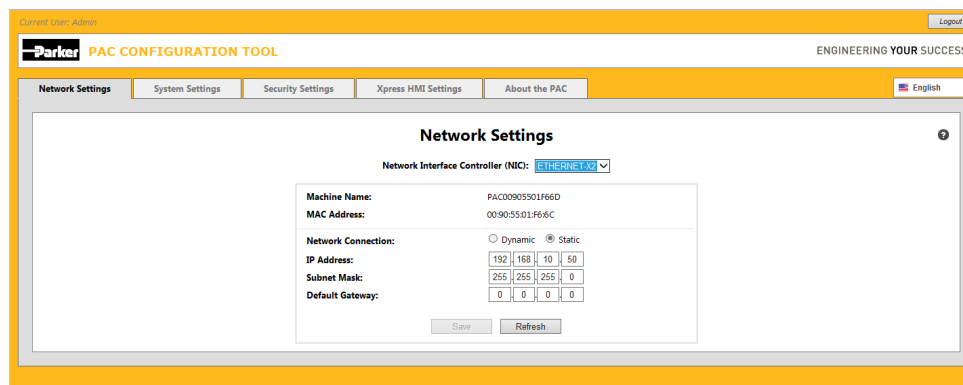 Current User: Admin
Logout
Parker PAC CONFIGURATION TOOL
ENGINEERING YOUR SUCCESS
Network Settings System Settings Security Settings Xpress HMI Settings About the PAC
English
Network Settings
?
Network Interface Controller (NIC): ETHERNET-X2
Machine Name: PAC00905501F66D
MAC Address: 00:90:55:01:F6:6C
Network Connection: Dynamic Static
IP Address: 192 . 168 . 10 . 50
Subnet Mask: 255 . 255 . 255 . 0
Default Gateway: 0 . 0 . 0 . 0
Save Refresh